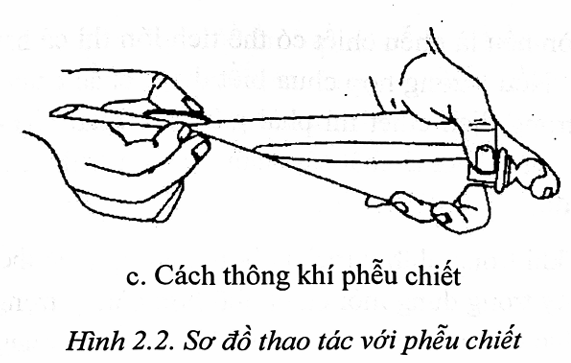 c. Cách thông khí phễu chiết
Hình 2.2. Sơ đồ thao tác với phễu chiết